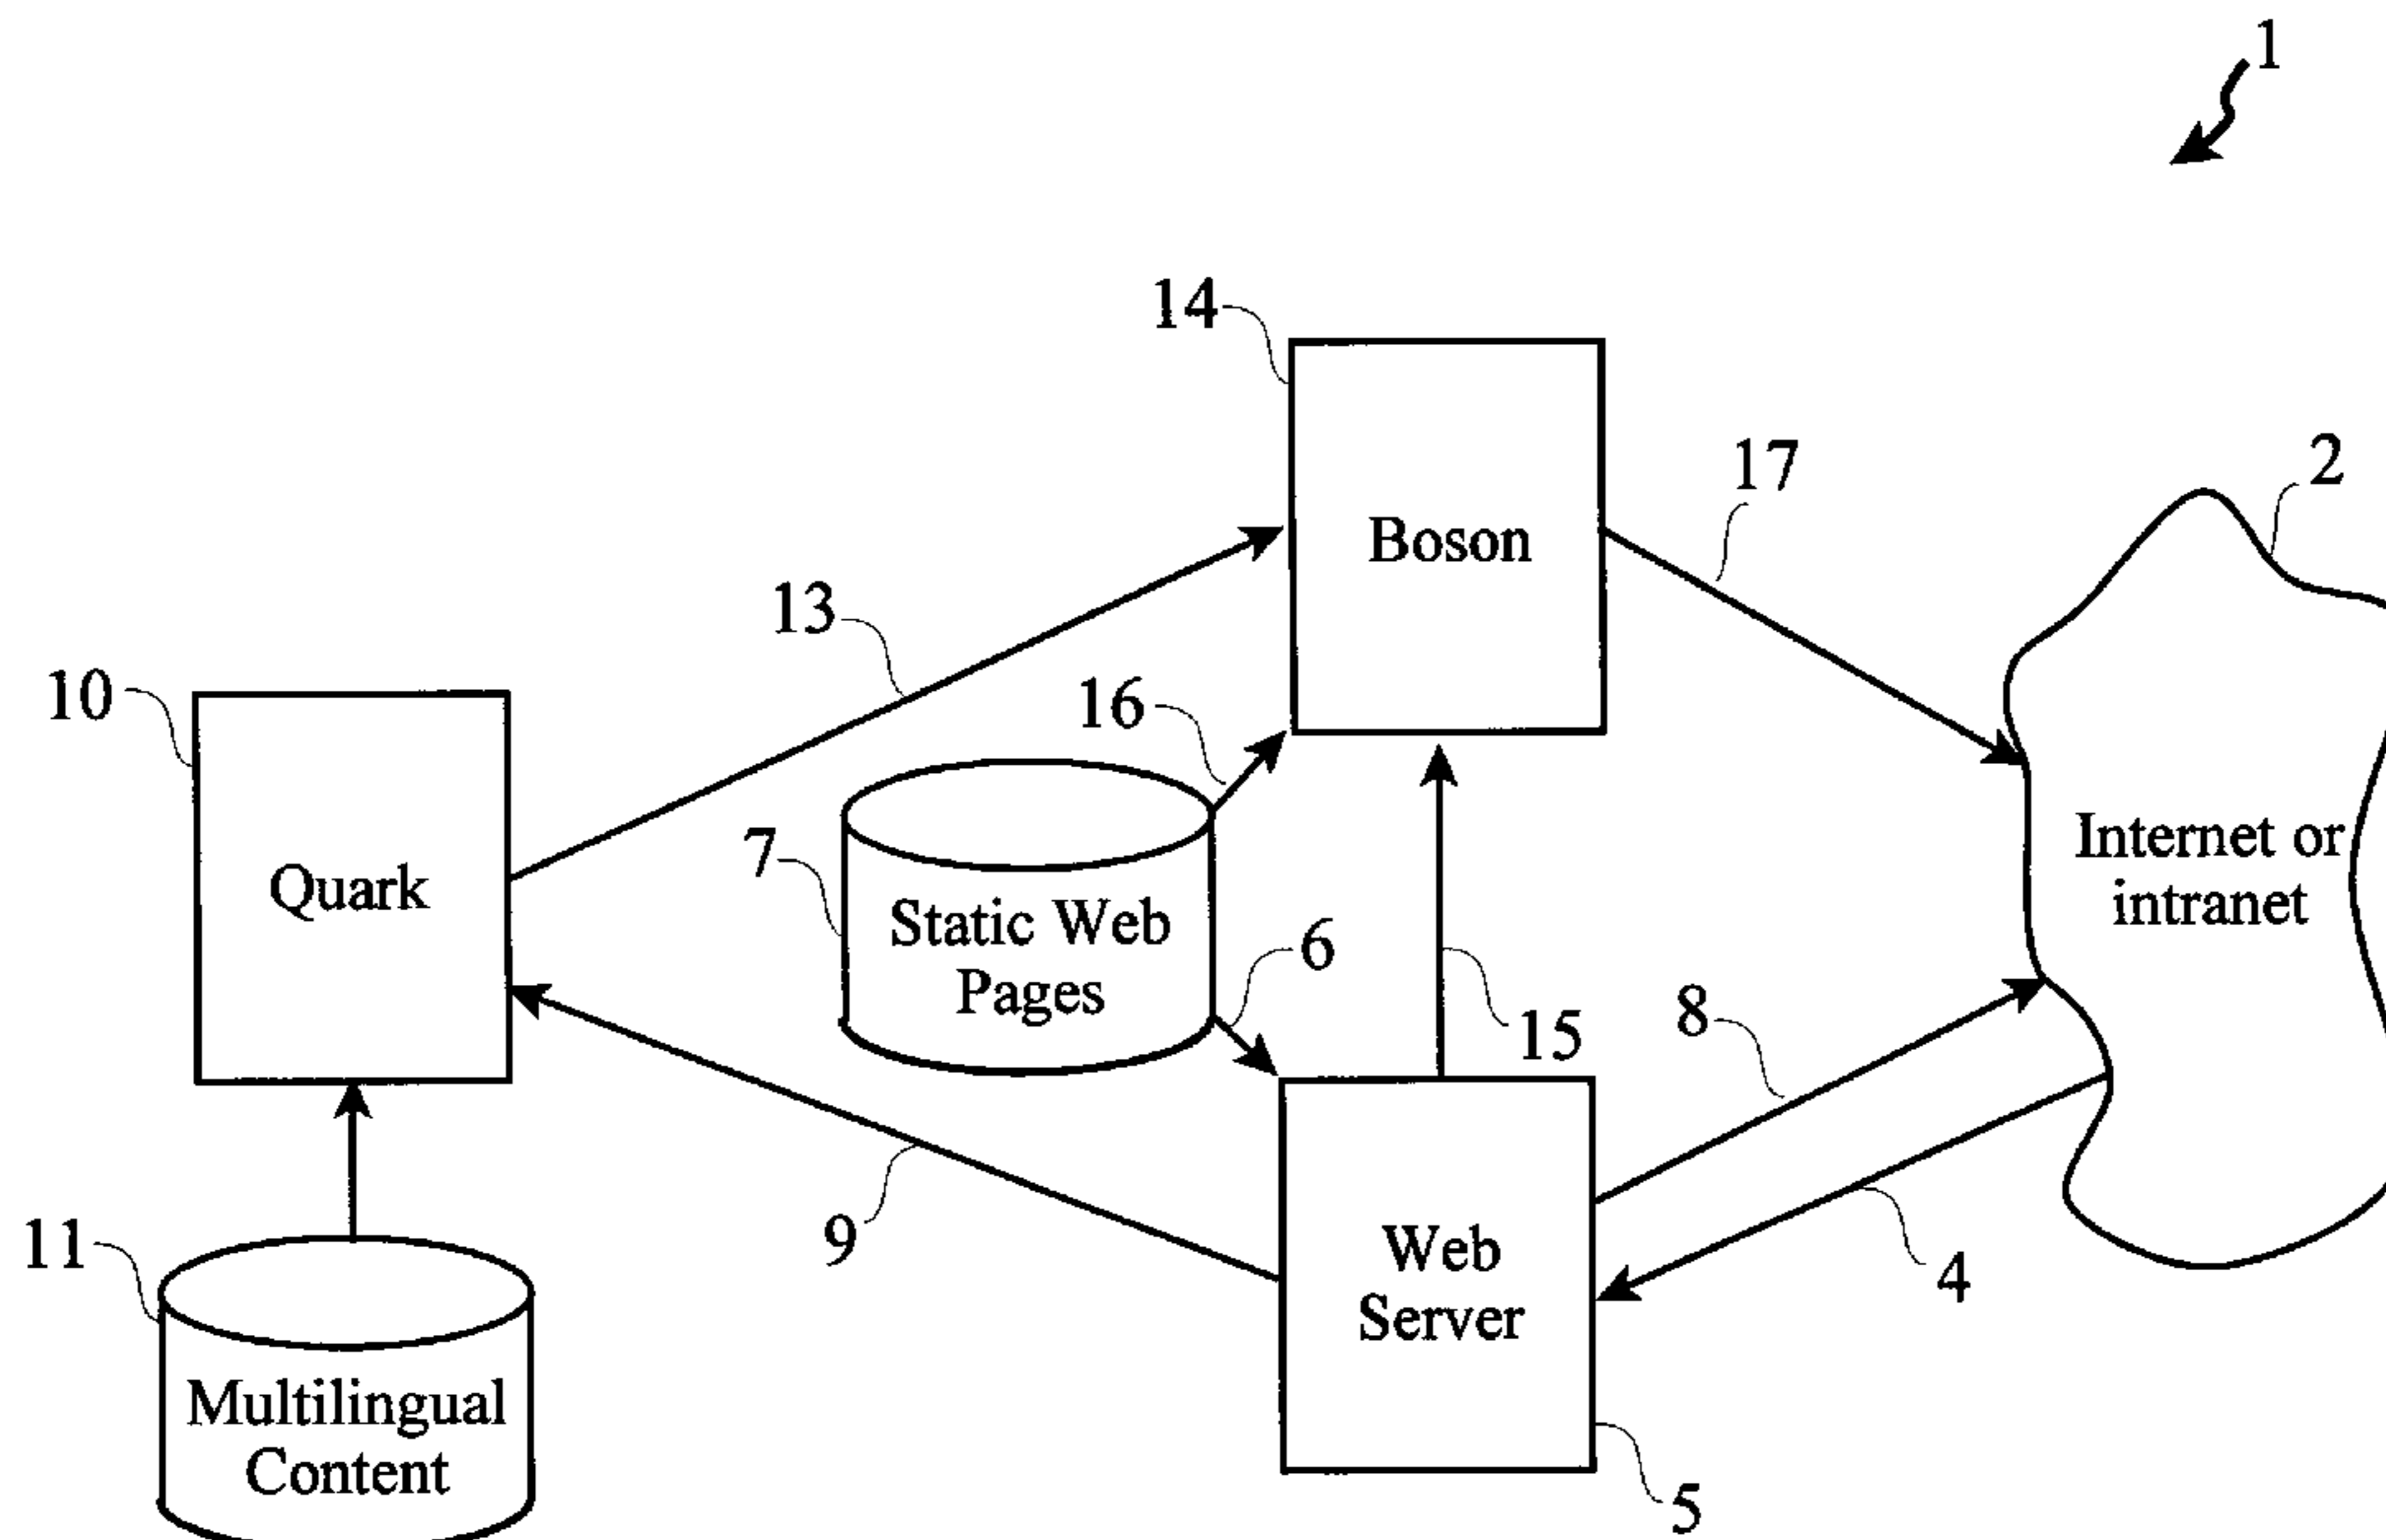 1
14
17
2
Boson
13
10
16
Internet or
intranet
7
Quark
Static Web
Pages
6
8
15
9
11
Web
Server
4
Multilingual
Content
5